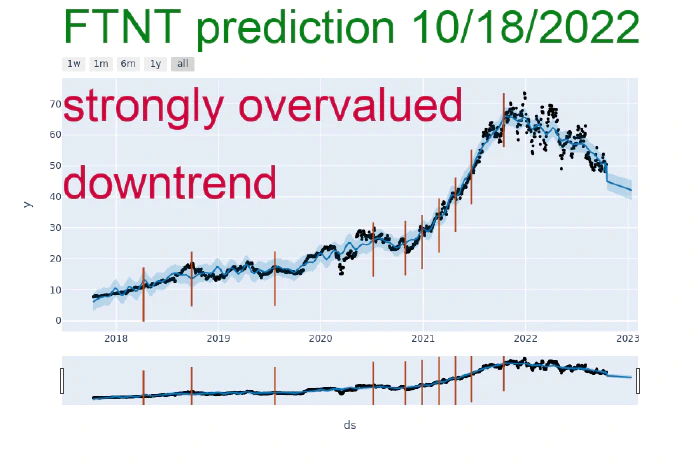 FTNT prediction 10/18/2022
1w 1m 6m 1y all
strongly overvalued
downtrend
70
60
50
40
30
20
10
0
y
2018 2019 2020 2021 2022 2023
ds